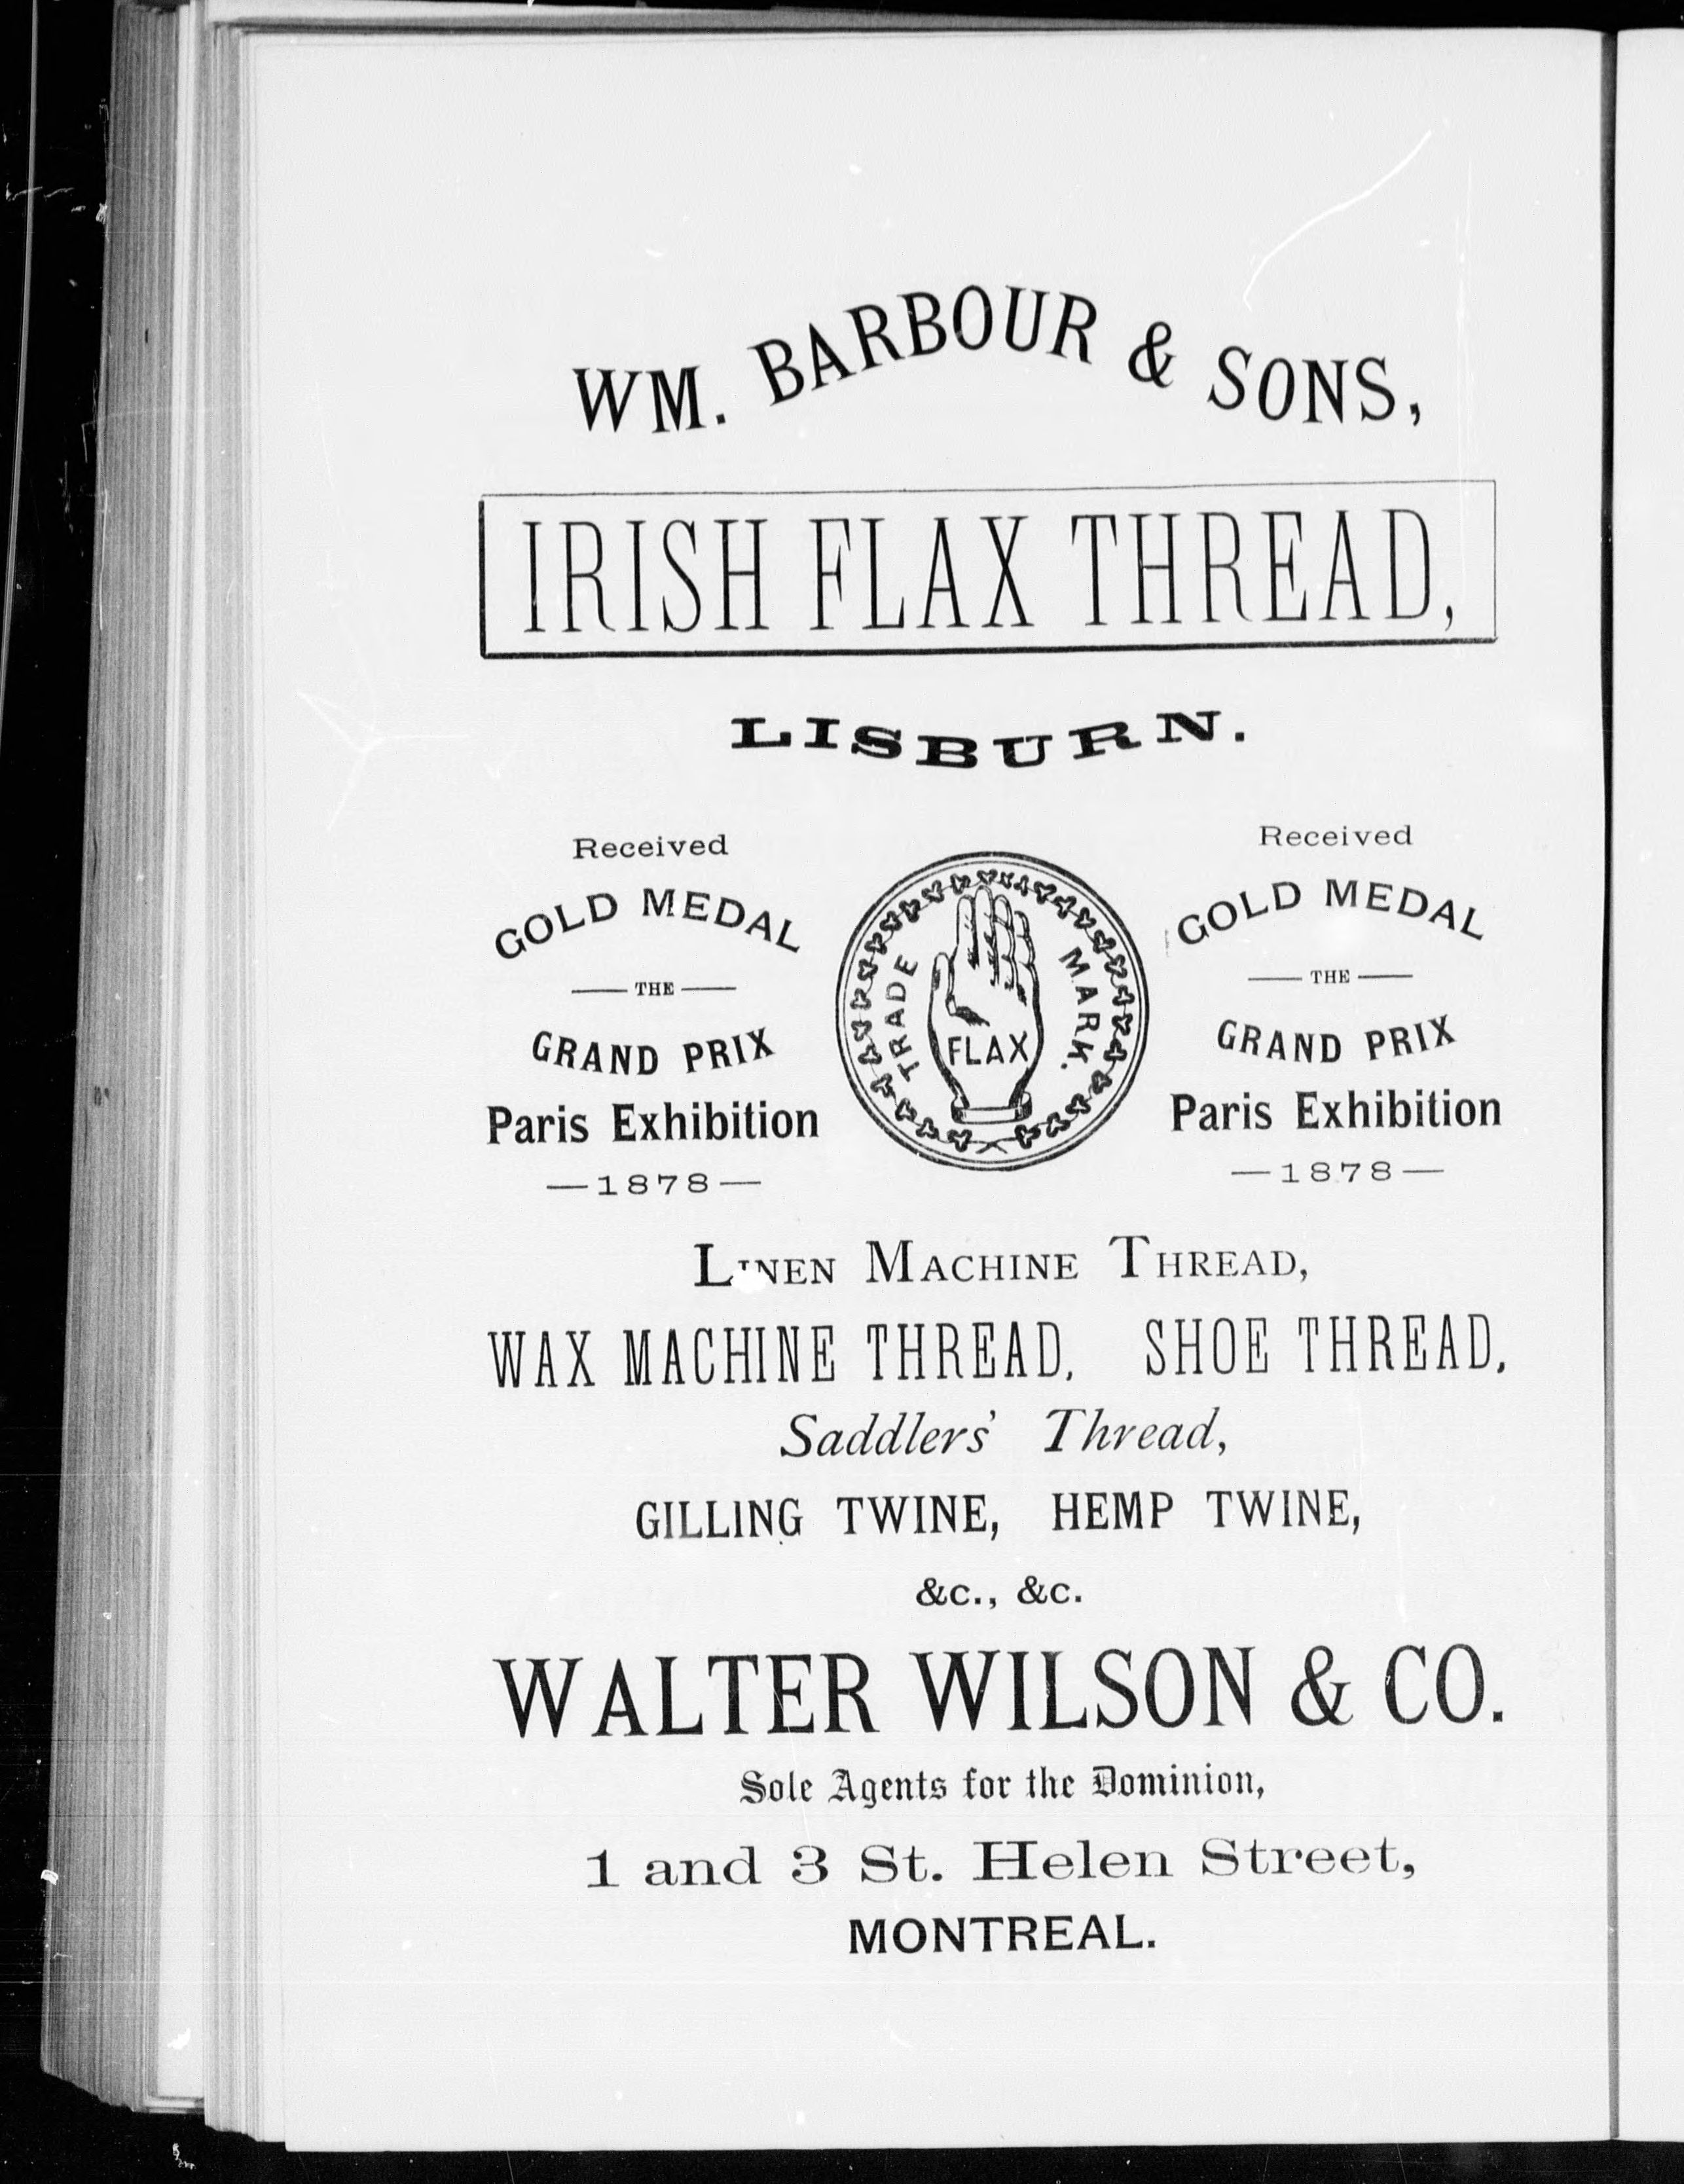 WM. BARBOUR & SONS,
IRISH FLAX THREAD,
LISBURN.
Received
GOLD MEDAL
— THE —
GRAND PRIX
Paris Exhibition
—1878—
TRADE MARK.
FLAX
Received
GOLD MEDAL
— THE —
GRAND PRIX
Paris Exhibition
—1878—
LINEN MACHINE THREAD,
WAX MACHINE THREAD, SHOE THREAD,
Saddlers' Thread,
GILLING TWINE, HEMP TWINE,
&c., &c.
WALTER WILSON & CO.
Sole Agents for the Dominion,
1 and 3 St. Helen Street,
MONTREAL.